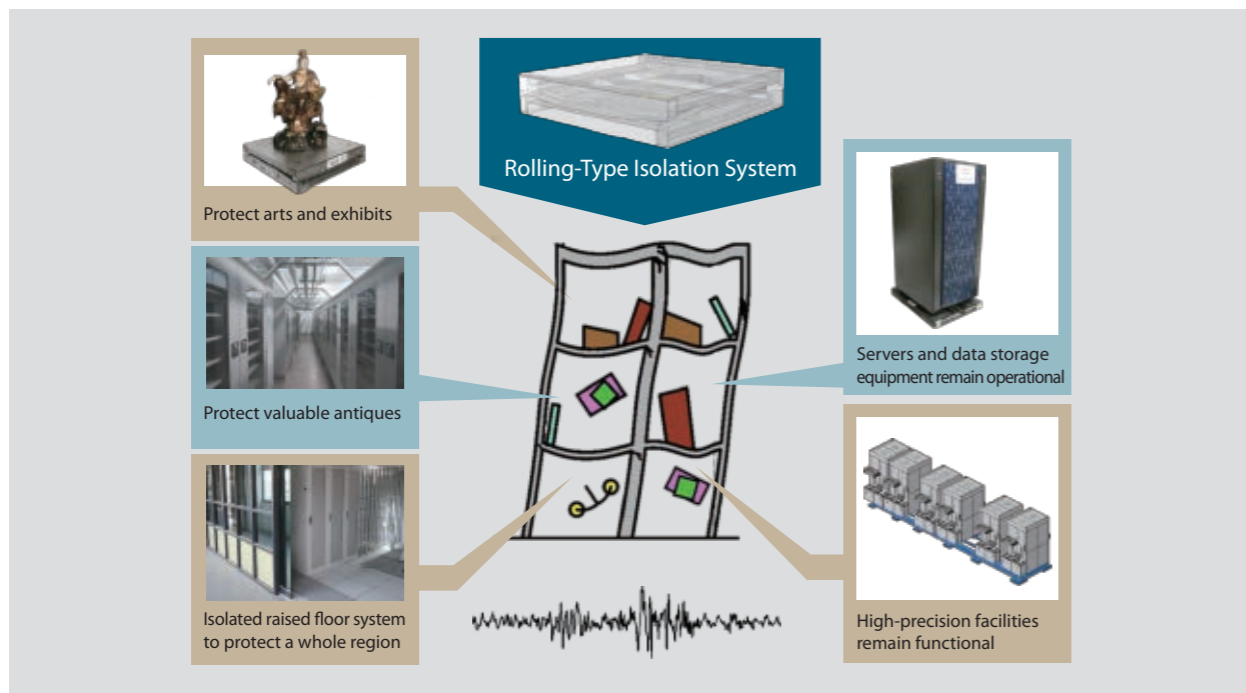 Rolling-Type Isolation System
Protect arts and exhibits
Protect valuable antiques
Isolated raised floor system
to protect a whole region
Servers and data storage
equipment remain operational
High-precision facilities
remain functional